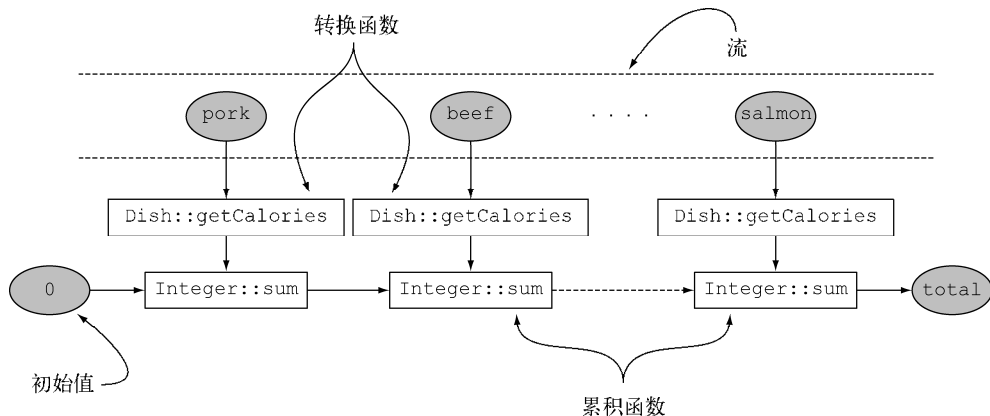 转换函数
流
pork
beef
. . . .
salmon
Dish::getCalories
Dish::getCalories
Dish::getCalories
0
Integer::sum
Integer::sum
Integer::sum
total
初始值
累积函数